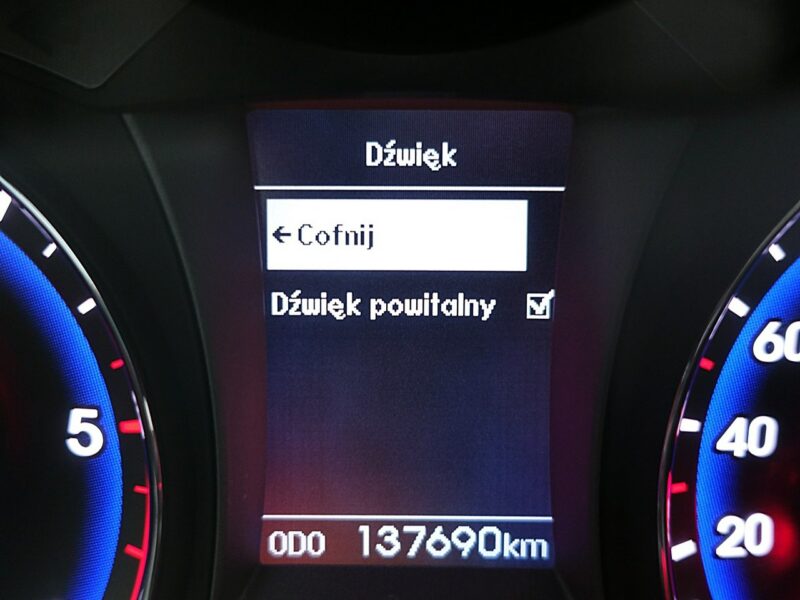 Dźwięk
←Cofnij
Dźwięk powitalny
5
60
40
20
ODO 137690km